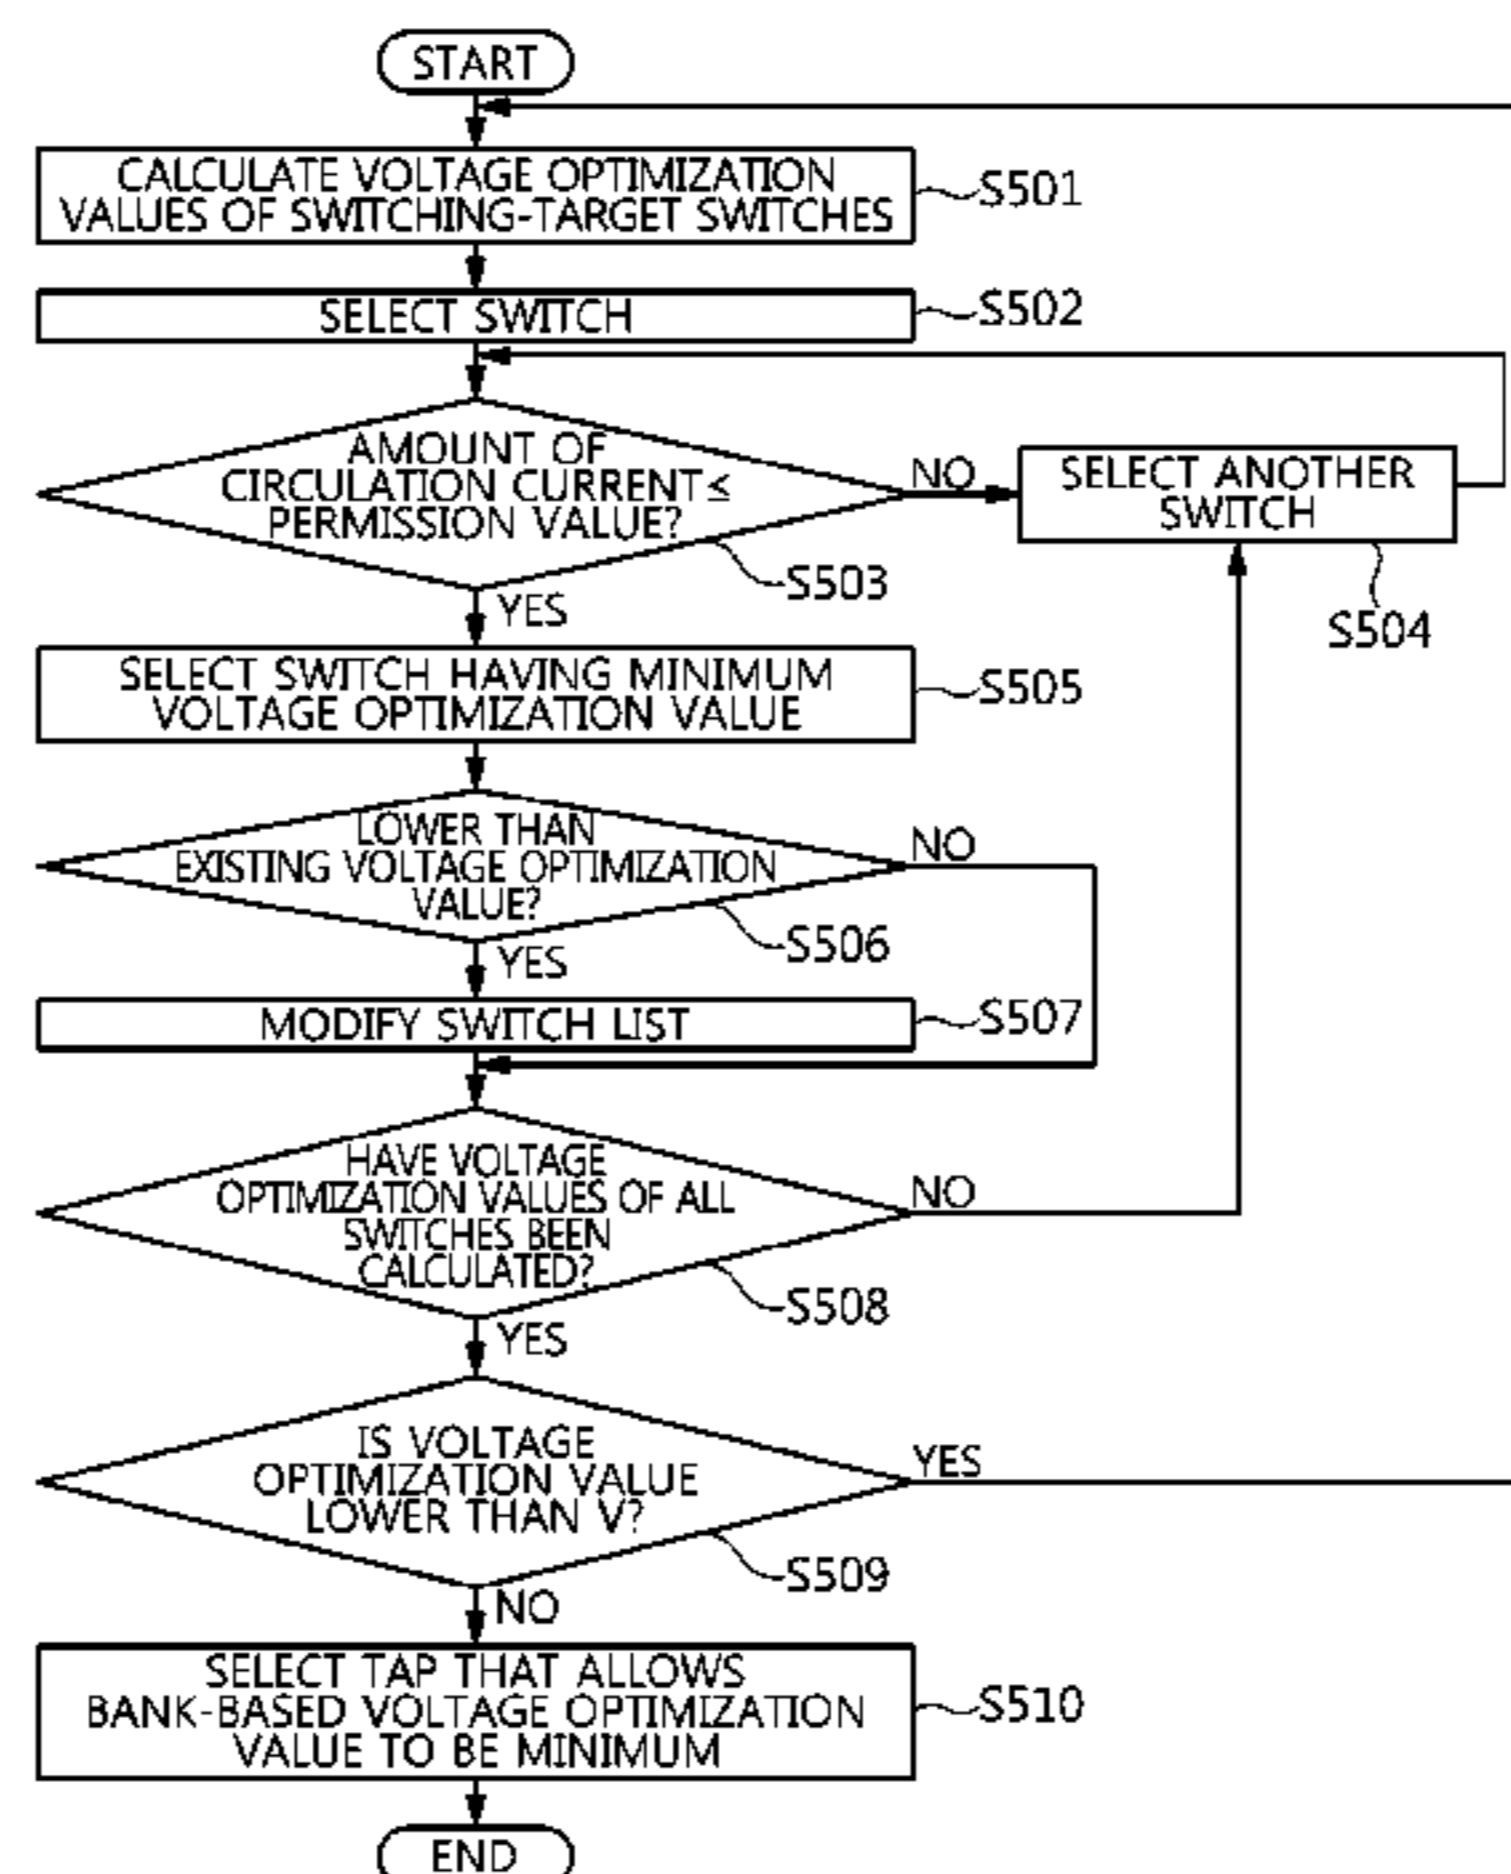 START
CALCULATE VOLTAGE OPTIMIZATION
VALUES OF SWITCHING-TARGET SWITCHES
S501
SELECT SWITCH
S502
AMOUNT OF
CIRCULATION CURRENT≤
PERMISSION VALUE?
S503
NO
SELECT ANOTHER
SWITCH
S504
YES
SELECT SWITCH HAVING MINIMUM
VOLTAGE OPTIMIZATION VALUE
S505
LOWER THAN
EXISTING VOLTAGE OPTIMIZATION
VALUE?
S506
NO
YES
MODIFY SWITCH LIST
S507
HAVE VOLTAGE
OPTIMIZATION VALUES OF ALL
SWITCHES BEEN
CALCULATED?
S508
NO
YES
IS VOLTAGE
OPTIMIZATION VALUE
LOWER THAN V?
S509
YES
NO
SELECT TAP THAT ALLOWS
BANK-BASED VOLTAGE OPTIMIZATION
VALUE TO BE MINIMUM
S510
END